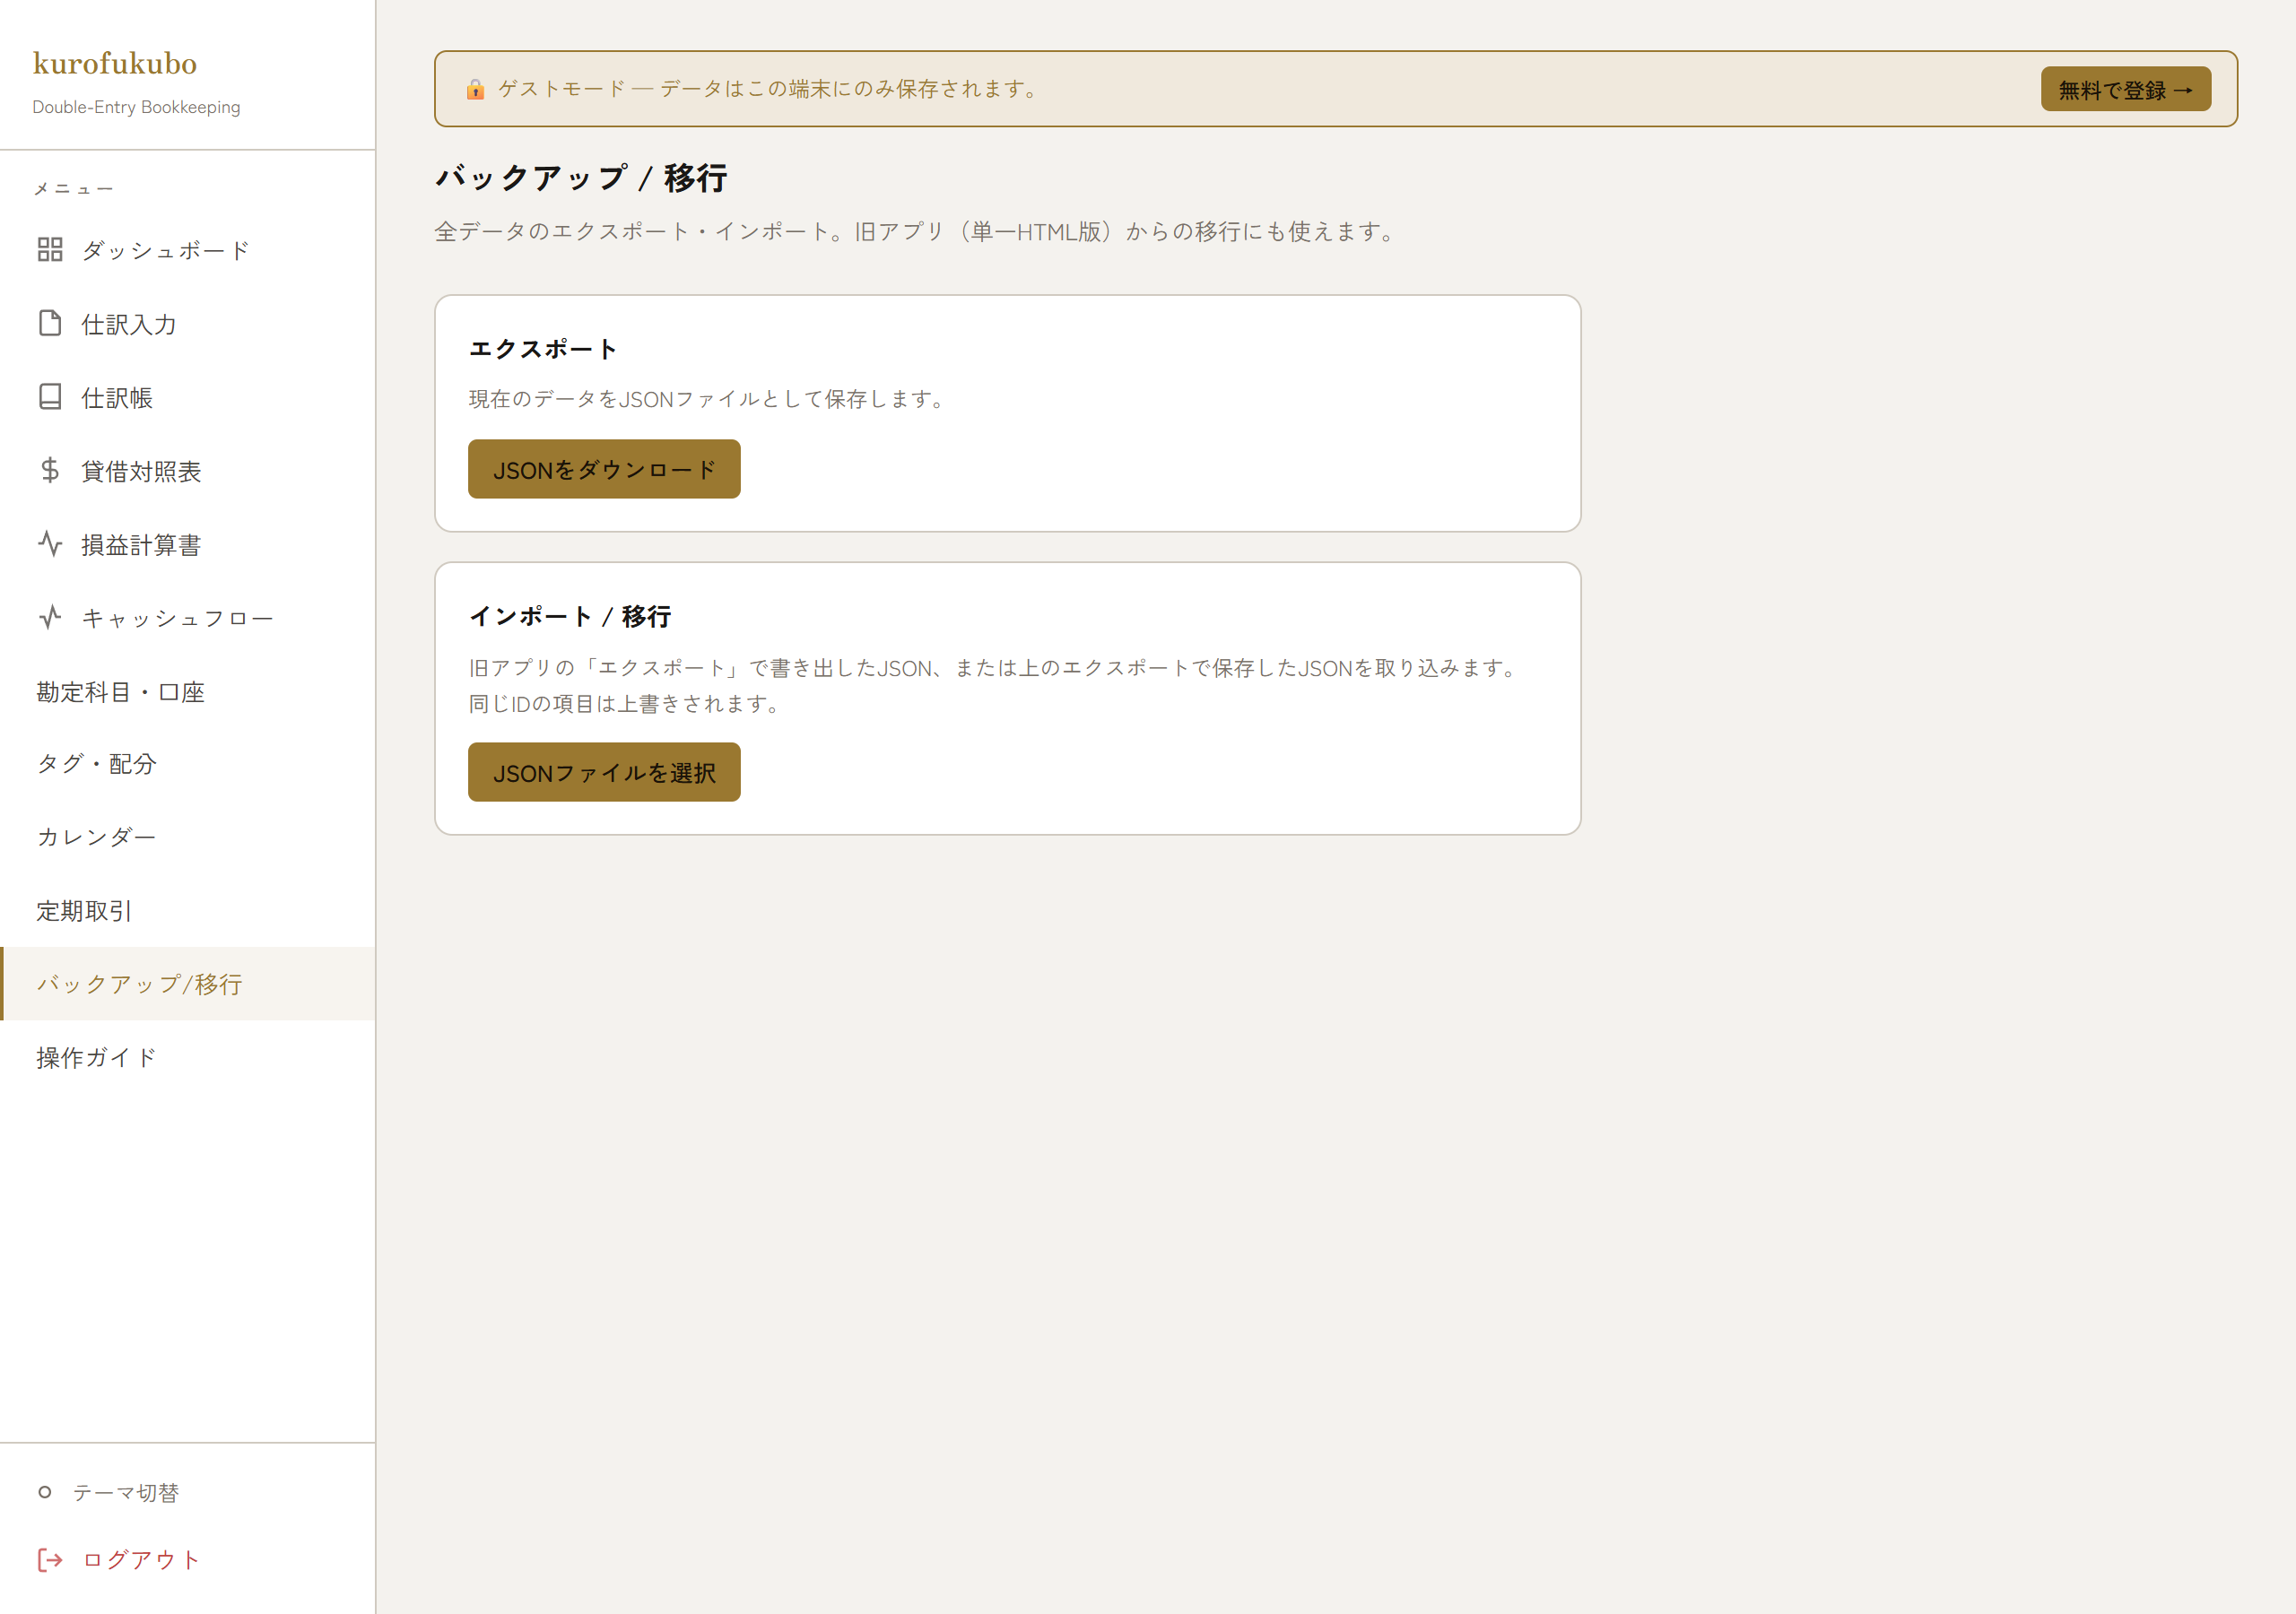 kurofukubo
Double-Entry Bookkeeping
メニュー
ダッシュボード
仕訳入力
仕訳帳
貸借対照表
損益計算書
キャッシュフロー
勘定科目・口座
タグ・配分
カレンダー
定期取引
バックアップ/移行
操作ガイド
テーマ切替
ログアウト
ゲストモード — データはこの端末にのみ保存されます。
無料で登録 →
バックアップ / 移行
全データのエクスポート・インポート。旧アプリ（単一HTML版）からの移行にも使えます。
エクスポート
現在のデータをJSONファイルとして保存します。
JSONをダウンロード
インポート / 移行
旧アプリの「エクスポート」で書き出したJSON、または上のエクスポートで保存したJSONを取り込みます。
同じIDの項目は上書きされます。
JSONファイルを選択